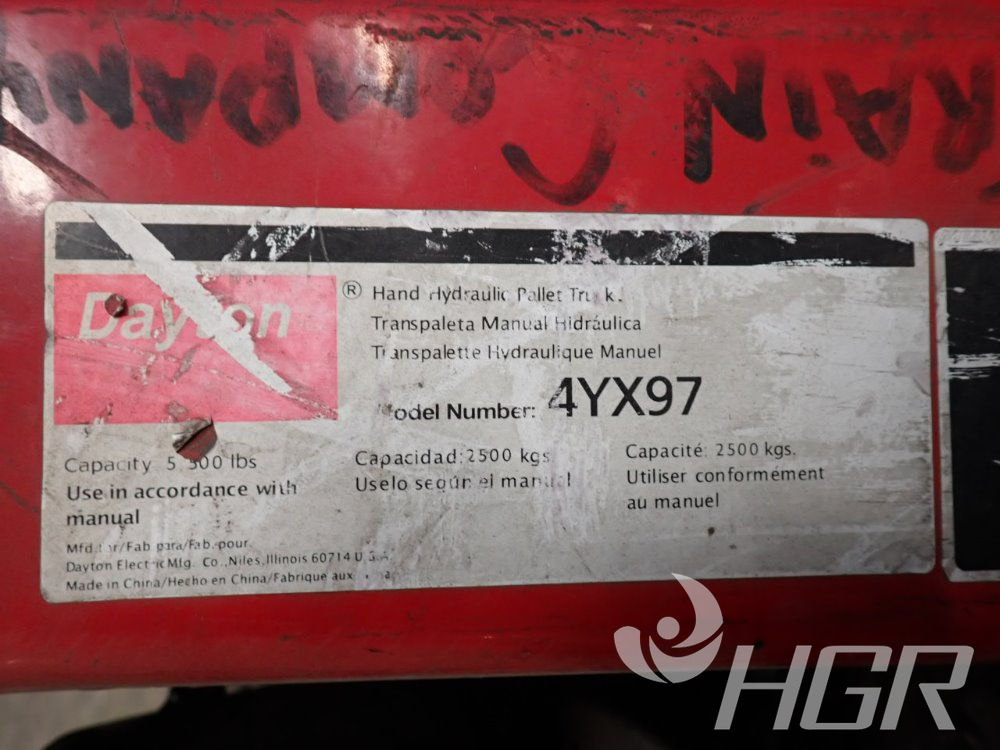 Dayton ®
Hand Hydraulic Pallet Truck
Transpaleta Manual Hidráulica
Transpalette Hydraulique Manuel
Model Number: 4YX97
Capacity 5,500 lbs
Use in accordance with
manual
Capacidad: 2500 kgs
Uselo según el manual
Capacité: 2500 kgs.
Utiliser conformément
au manuel
Mfd. for/Fab. para/Fab. pour.
Dayton Electric Mfg. Co., Niles, Illinois 60714 U.S.A.
Made in China/Hecho en China/Fabrique aux
HGR